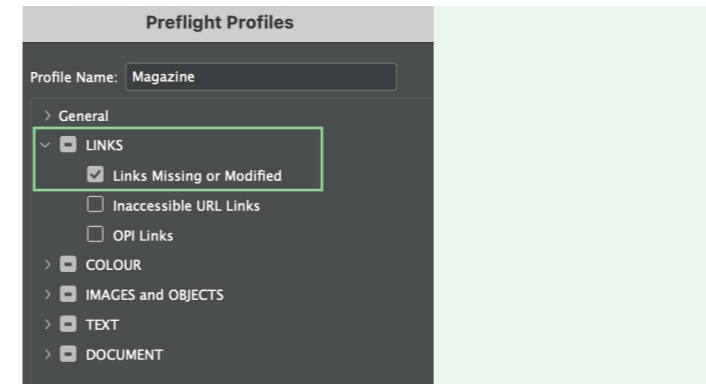 Preflight Profiles
Profile Name: Magazine
General
LINKS
Links Missing or Modified
Inaccessible URL Links
OPI Links
COLOUR
IMAGES and OBJECTS
TEXT
DOCUMENT